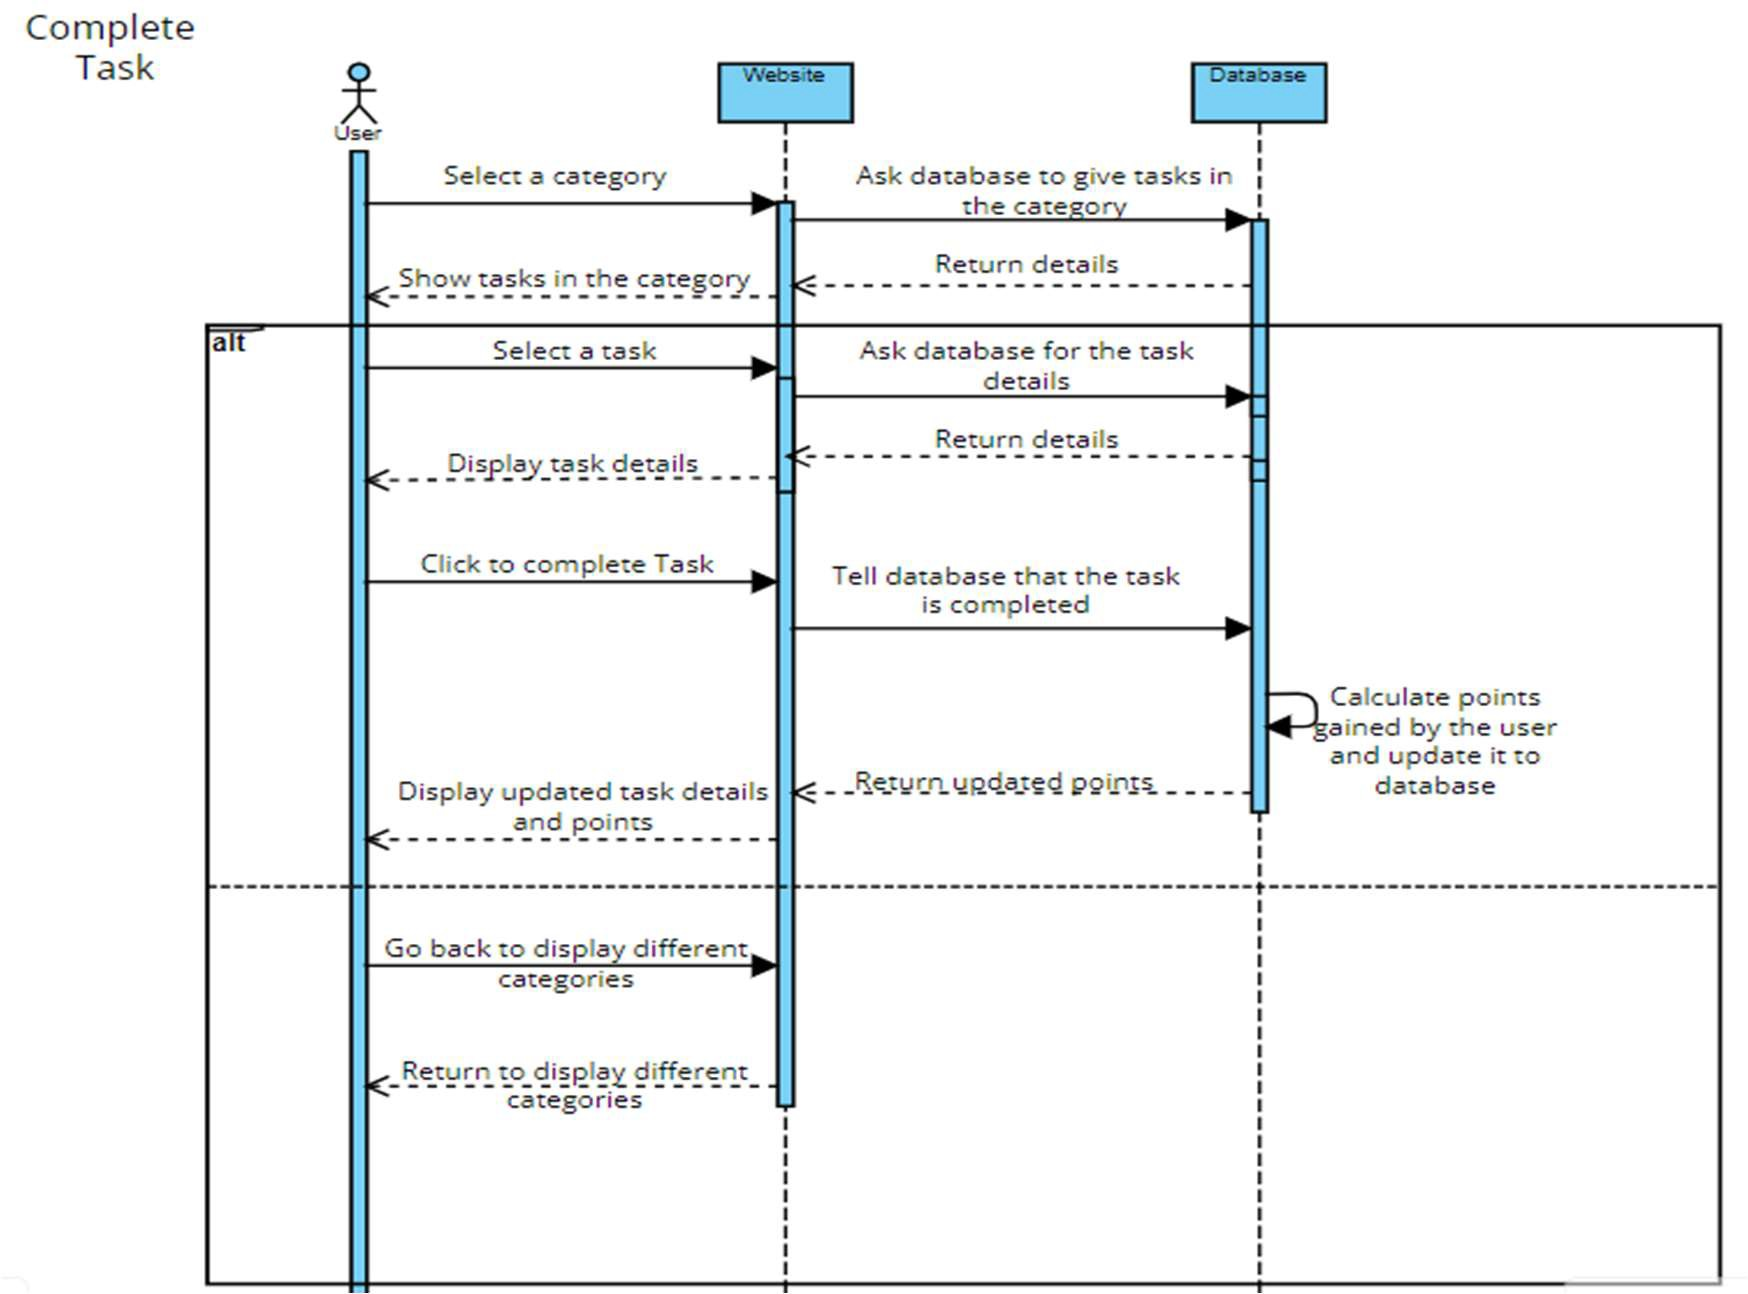 Complete
Task
User
Website
Database
Select a category
Ask database to give tasks in
the category
Return details
Show tasks in the category
alt
Select a task
Ask database for the task
details
Return details
Display task details
Click to complete Task
Tell database that the task
is completed
Calculate points
gained by the user
and update it to
database
Return updated points
Display updated task details
and points
Go back to display different
categories
Return to display different
categories